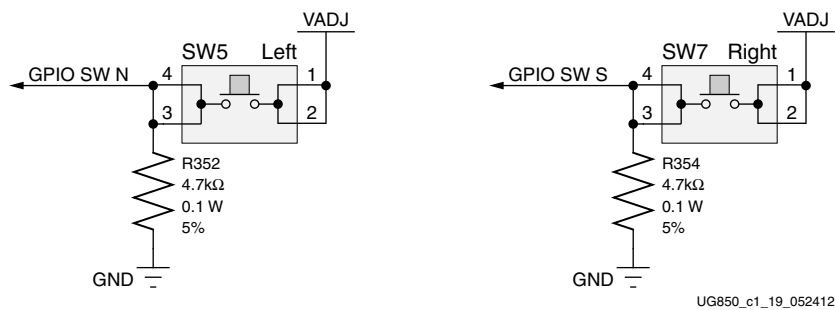 VADJ
SW5 Left
GPIO SW N
4
1
3
2
R352
4.7kΩ
0.1 W
5%
GND
VADJ
SW7 Right
GPIO SW S
4
1
3
2
R354
4.7kΩ
0.1 W
5%
GND
UG850_c1_19_052412